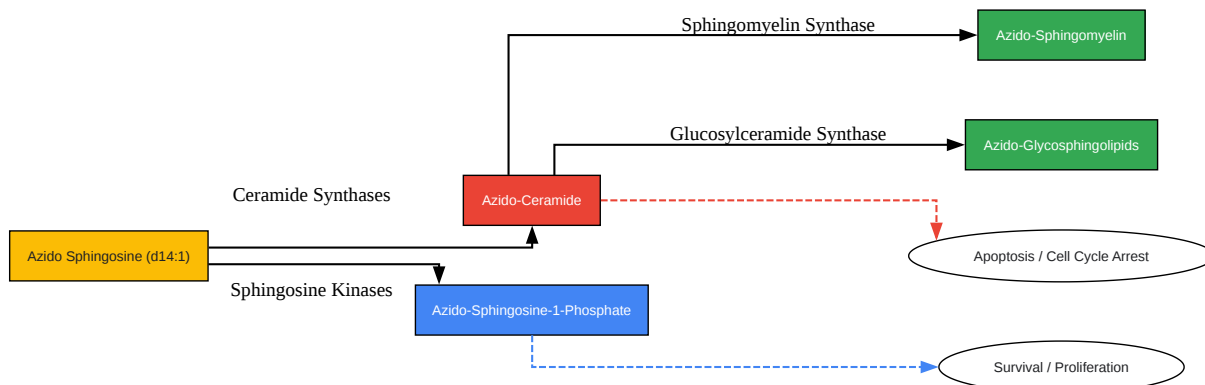 Sphingomyelin Synthase
Azido-Sphingomyelin
Glucosylceramide Synthase
Azido-Glycosphingolipids
Ceramide Synthases
Azido-Ceramide
Azido Sphingosine (d14:1)
Apoptosis / Cell Cycle Arrest
Sphingosine Kinases
Azido-Sphingosine-1-Phosphate
Survival / Proliferation